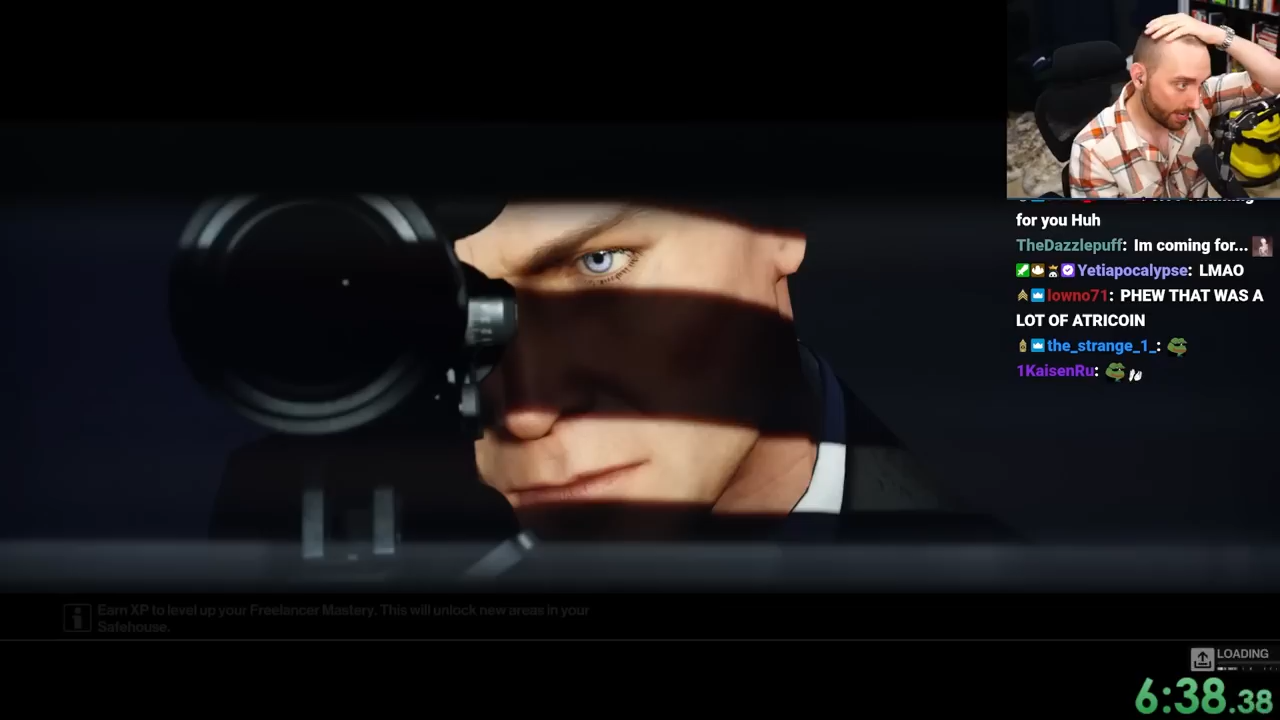 for you Huh
TheDazzlepuff: Im coming for...
Yetiapocalypse: LMAO
lowno71: PHEW THAT WAS A
LOT OF ATRICOIN
the_strange_1_:
1KaisenRu:
Earn XP to level up your Freelancer Mastery. This will unlock new areas in your
Safehouse.
LOADING
6:38.38